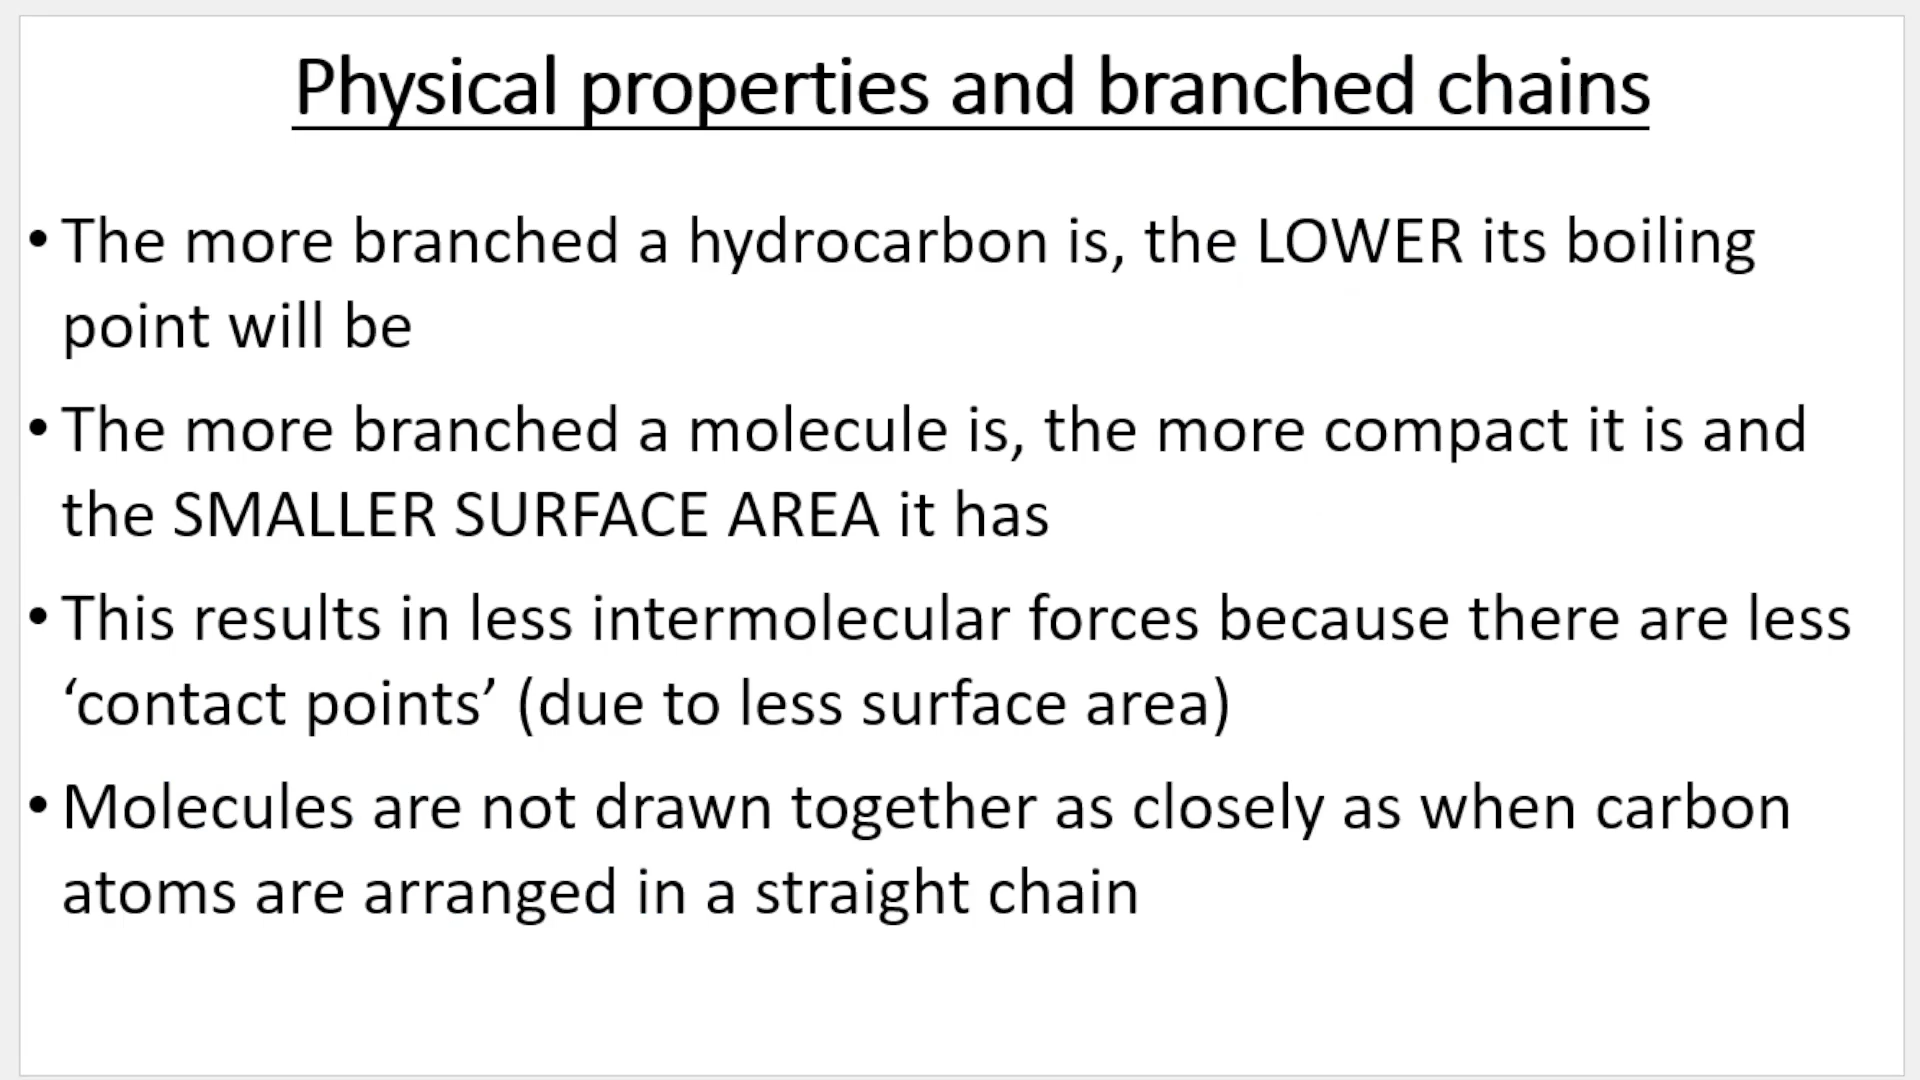 Physical properties and branched chains
• The more branched a hydrocarbon is, the LOWER its boiling
point will be
• The more branched a molecule is, the more compact it is and
the SMALLER SURFACE AREA it has
• This results in less intermolecular forces because there are less
‘contact points’ (due to less surface area)
• Molecules are not drawn together as closely as when carbon
atoms are arranged in a straight chain